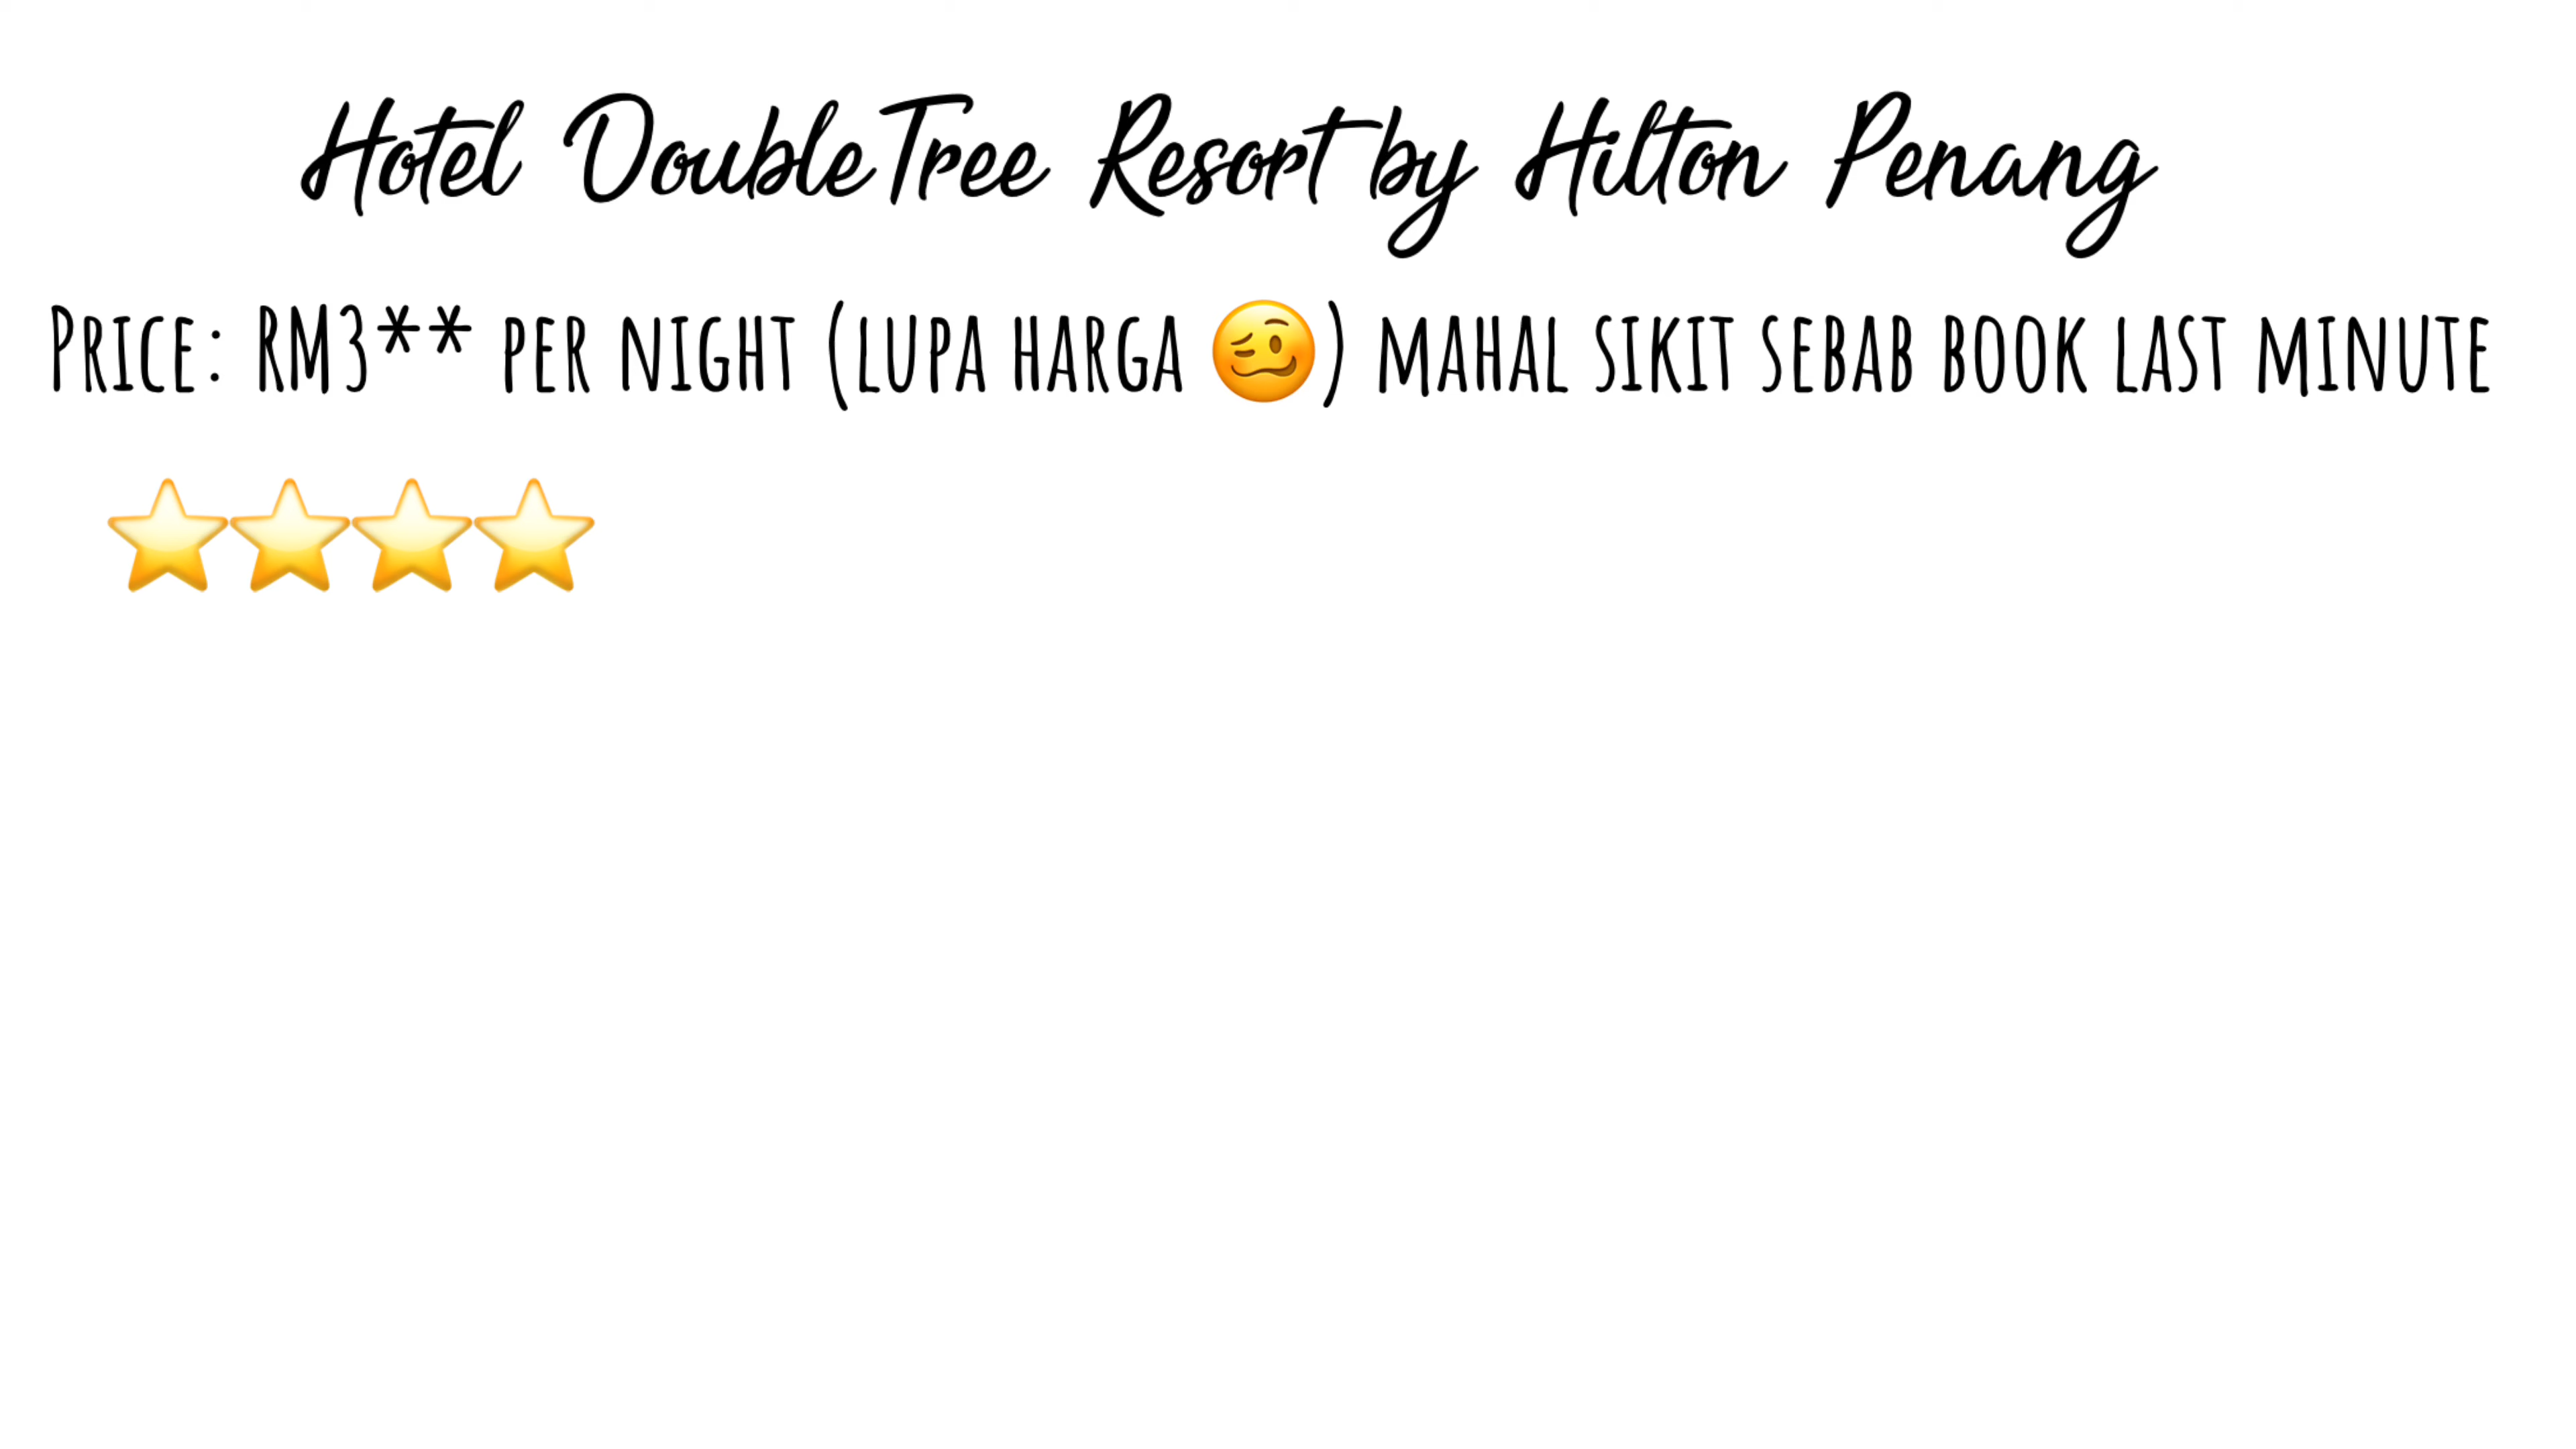 Hotel DoubleTree Resort by Hilton Penang
Price: RM3** per night (lupa harga 🥴) mahal sikit sebab book last minute
⭐⭐⭐⭐